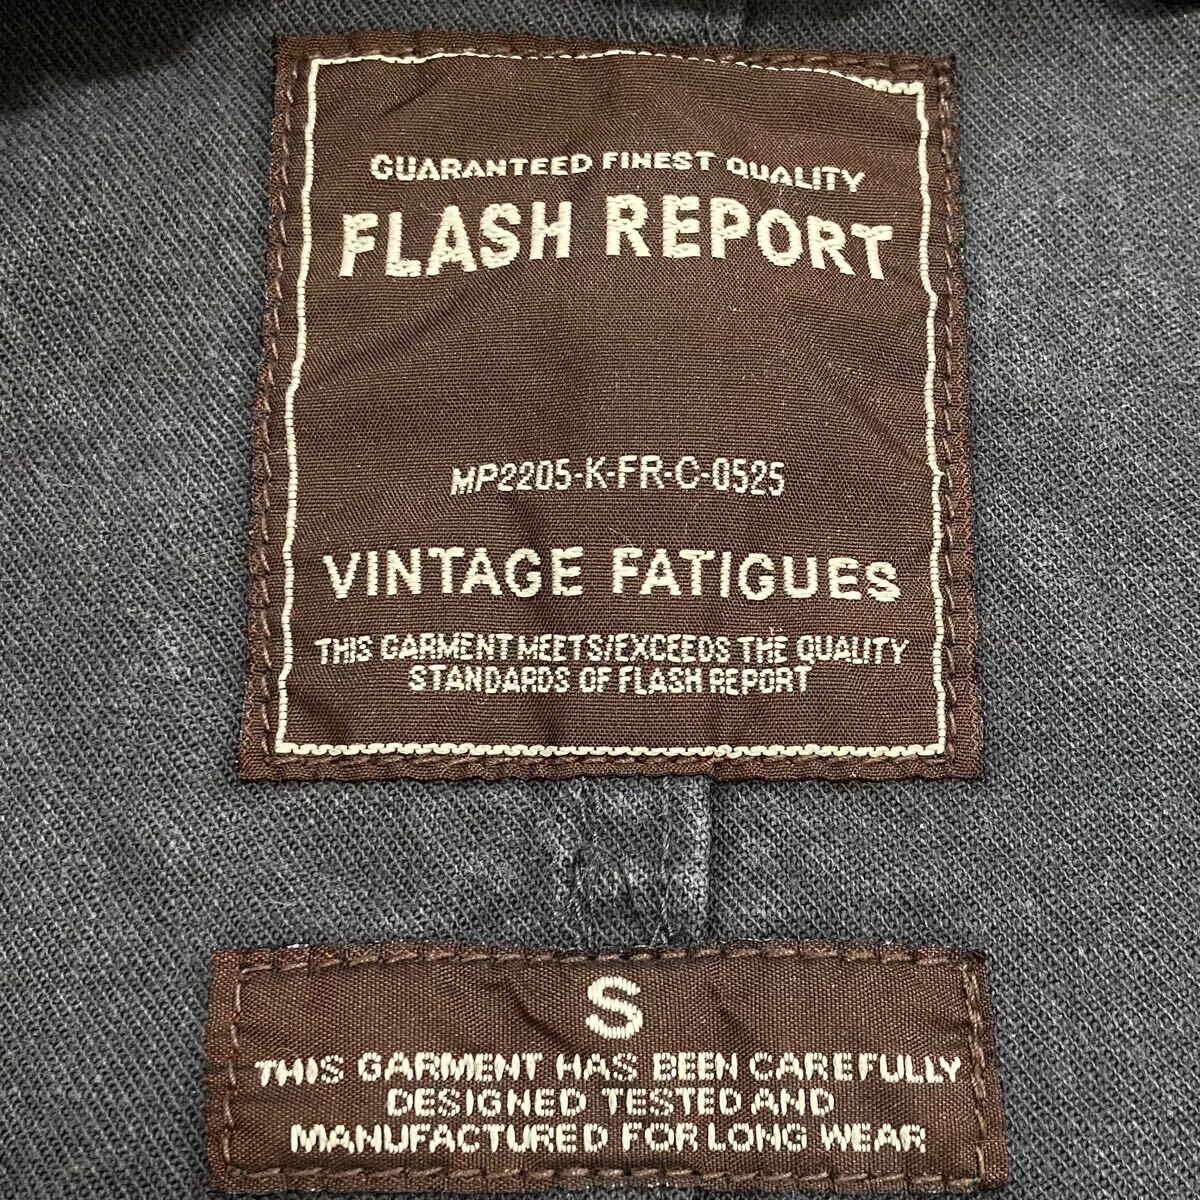 GUARANTEED FINEST QUALITY
FLASH REPORT
MP2205-K-FR-C-0525
VINTAGE FATIGUES
THIS GARMENT MEETS/EXCEEDS THE QUALITY
STANDARDS OF FLASH REPORT
S
THIS GARMENT HAS BEEN CAREFULLY
DESIGNED TESTED AND
MANUFACTURED FOR LONG WEAR